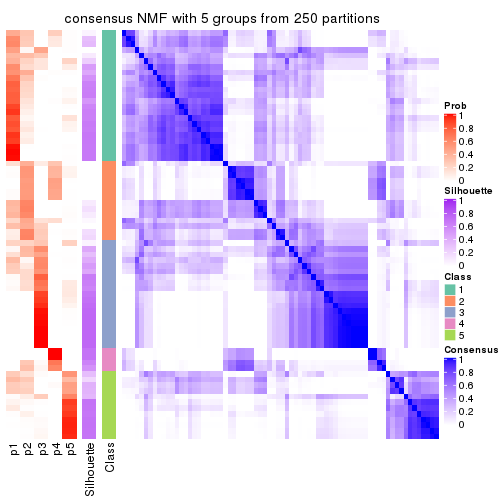 consensus NMF with 5 groups from 250 partitions
Prob
1
0.8
0.6
0.4
0.2
0
Silhouette
1
0.8
0.6
0.4
0.2
0
Class
1
2
3
4
5
Consensus
1
0.8
0.6
0.4
0.2
0
p1
p2
p3
p4
p5
Silhouette
Class